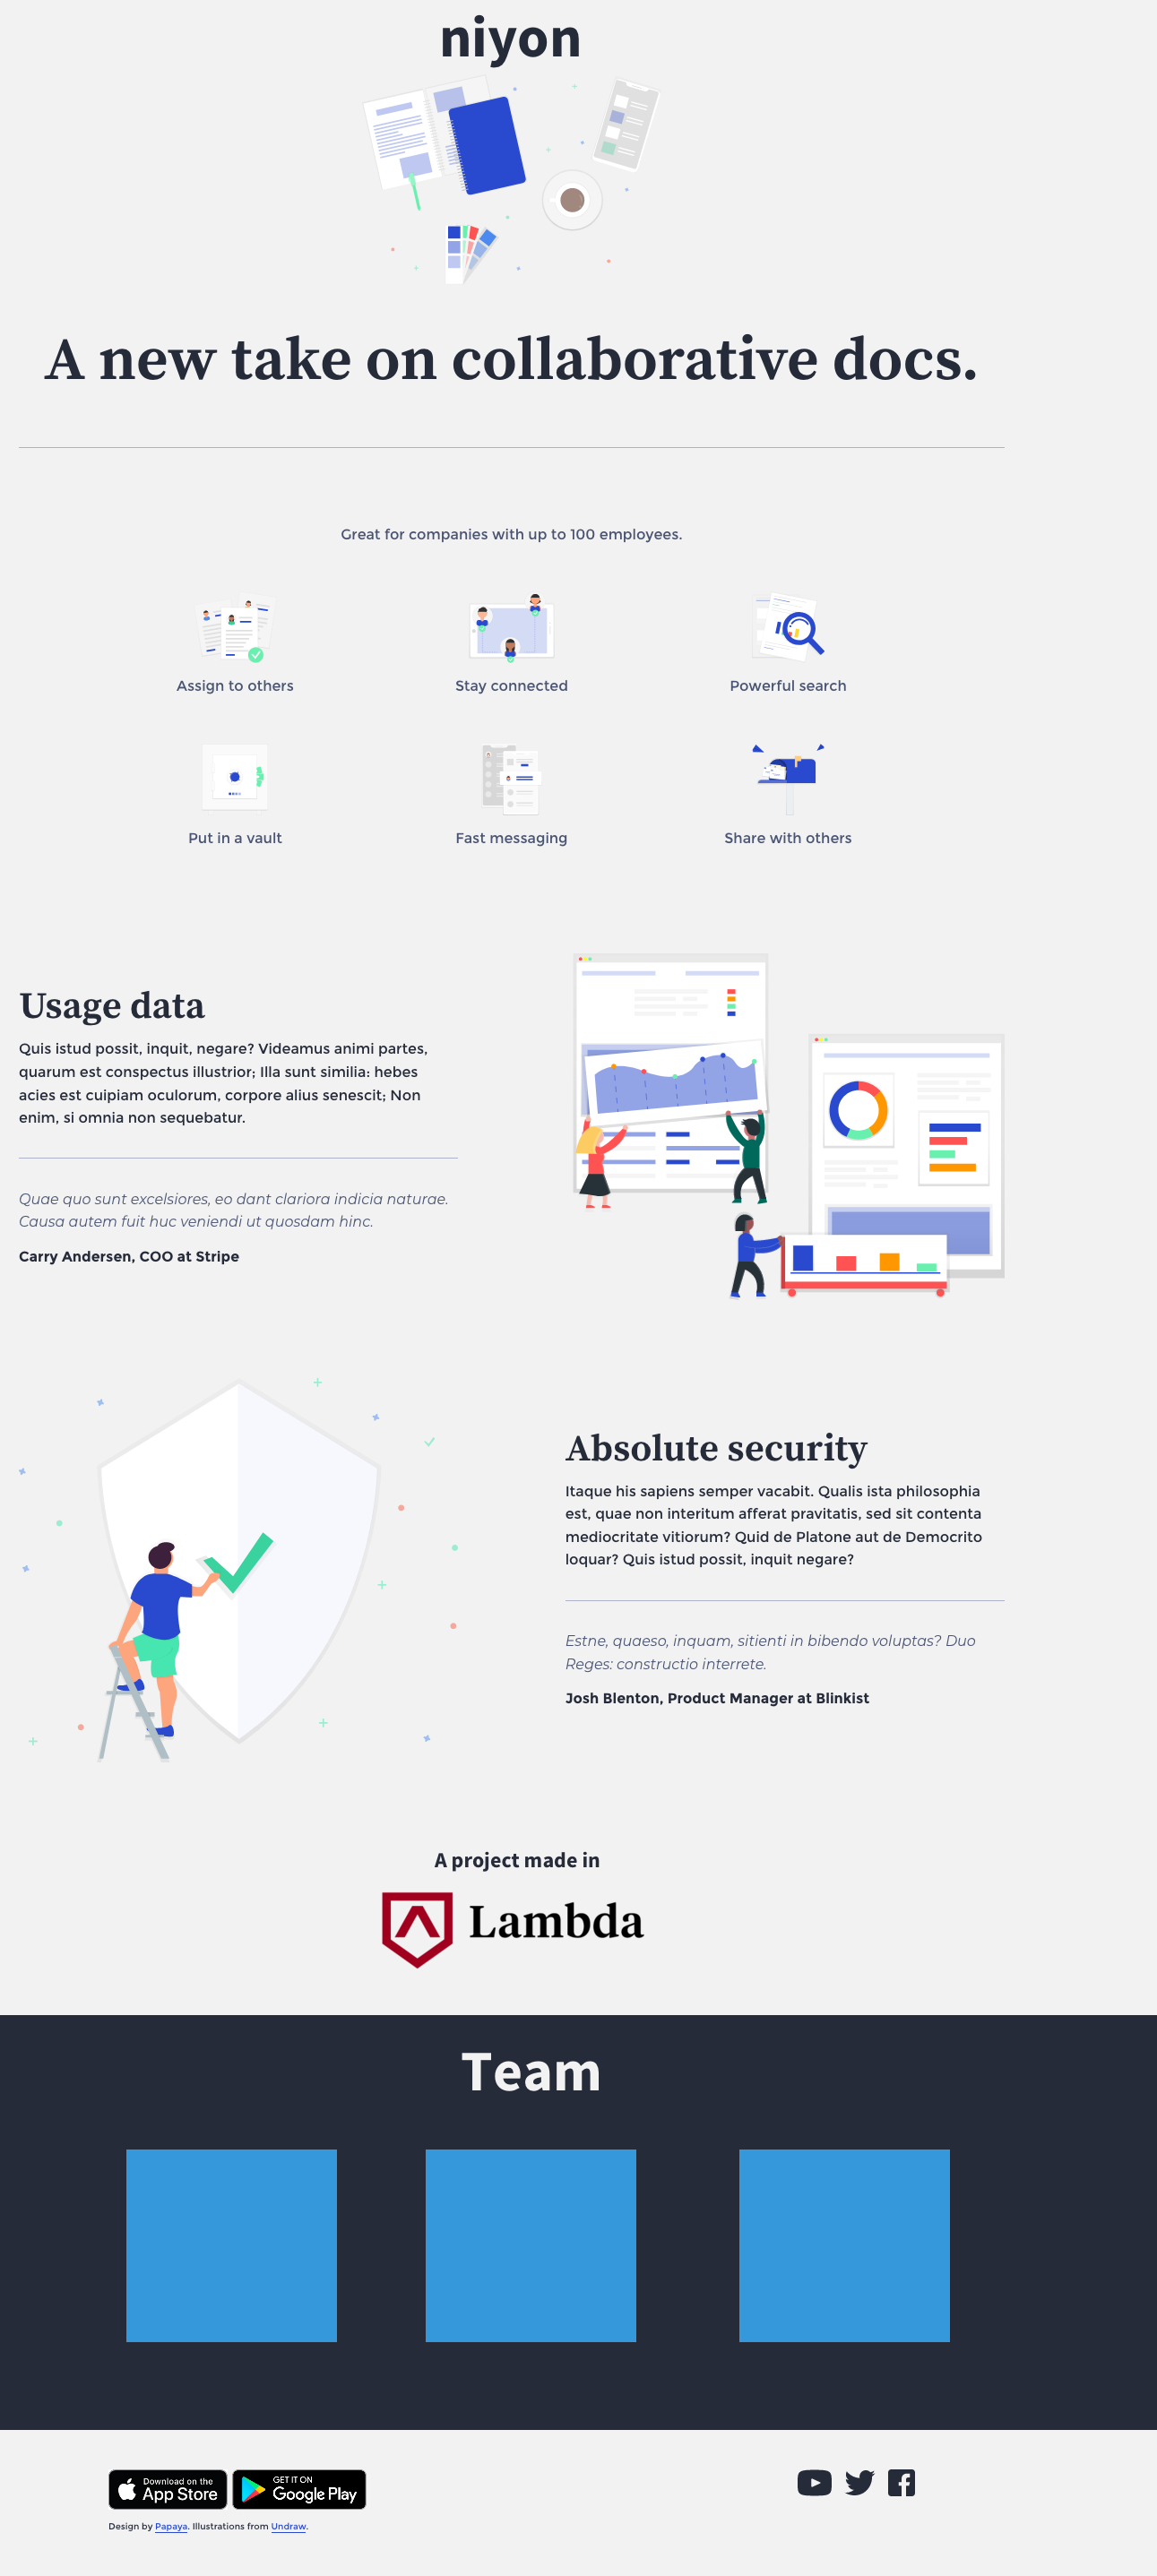 niyon
A new take on collaborative docs.
Great for companies with up to 100 employees.
Assign to others
Stay connected
Powerful search
Put in a vault
Fast messaging
Share with others
Usage data
Quis istud possit, inquit, negare? Videamus animi partes,
quarum est conspectus illustrior; Illa sunt similia: hebes
acies est cuipiam oculorum, corpore alius senescit; Non
enim, si omnia non sequebatur.
Quae quo sunt excelsiores, eo dant clariora indicia naturae.
Causa autem fuit huc veniendi ut quosdam hinc.
Carry Andersen, COO at Stripe
Absolute security
Itaque his sapiens semper vacabit. Qualis ista philosophia
est, quae non interitum afferat pravitatis, sed sit contenta
mediocritate vitiorum? Quid de Platone aut de Democrito
loquar? Quis istud possit, inquit negare?
Estne, quaeso, inquam, sitienti in bibendo voluptas? Duo
Reges: constructio interrete.
Josh Blenton, Product Manager at Blinkist
A project made in
Lambda
Team
Download on the
App Store
GET IT ON
Google Play
Design by Papaya. Illustrations from Undraw.